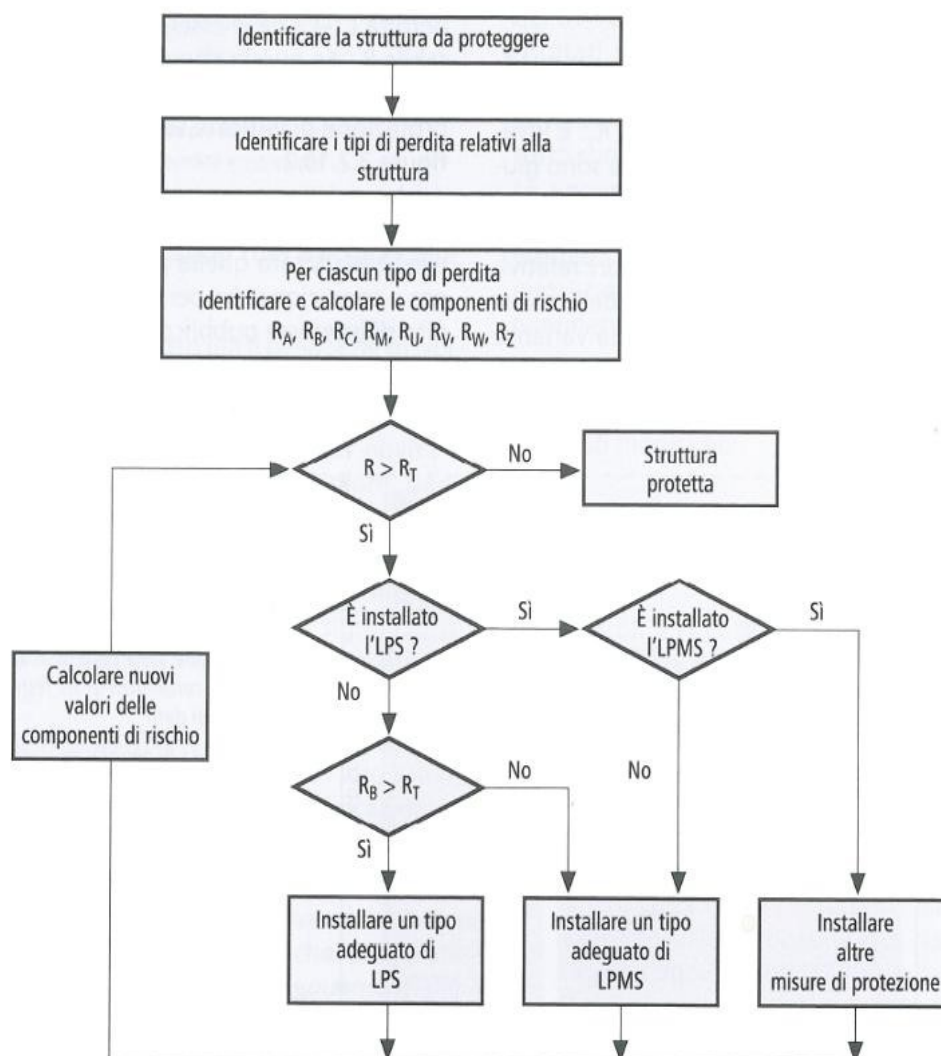 Identificare la struttura da proteggere
Identificare i tipi di perdita relativi alla
struttura
Per ciascun tipo di perdita
identificare e calcolare le componenti di rischio
R_A, R_B, R_C, R_M, R_U, R_V, R_W, R_Z
R > R_T
No
Struttura
protetta
Sì
È installato
l'LPS ?
Sì
È installato
l'LPMS ?
Sì
Calcolare nuovi
valori delle
componenti di rischio
No
R_B > R_T
No
No
Sì
Installare un tipo
adeguato di
LPS
Installare un tipo
adeguato di
LPMS
Installare
altre
misure di protezione